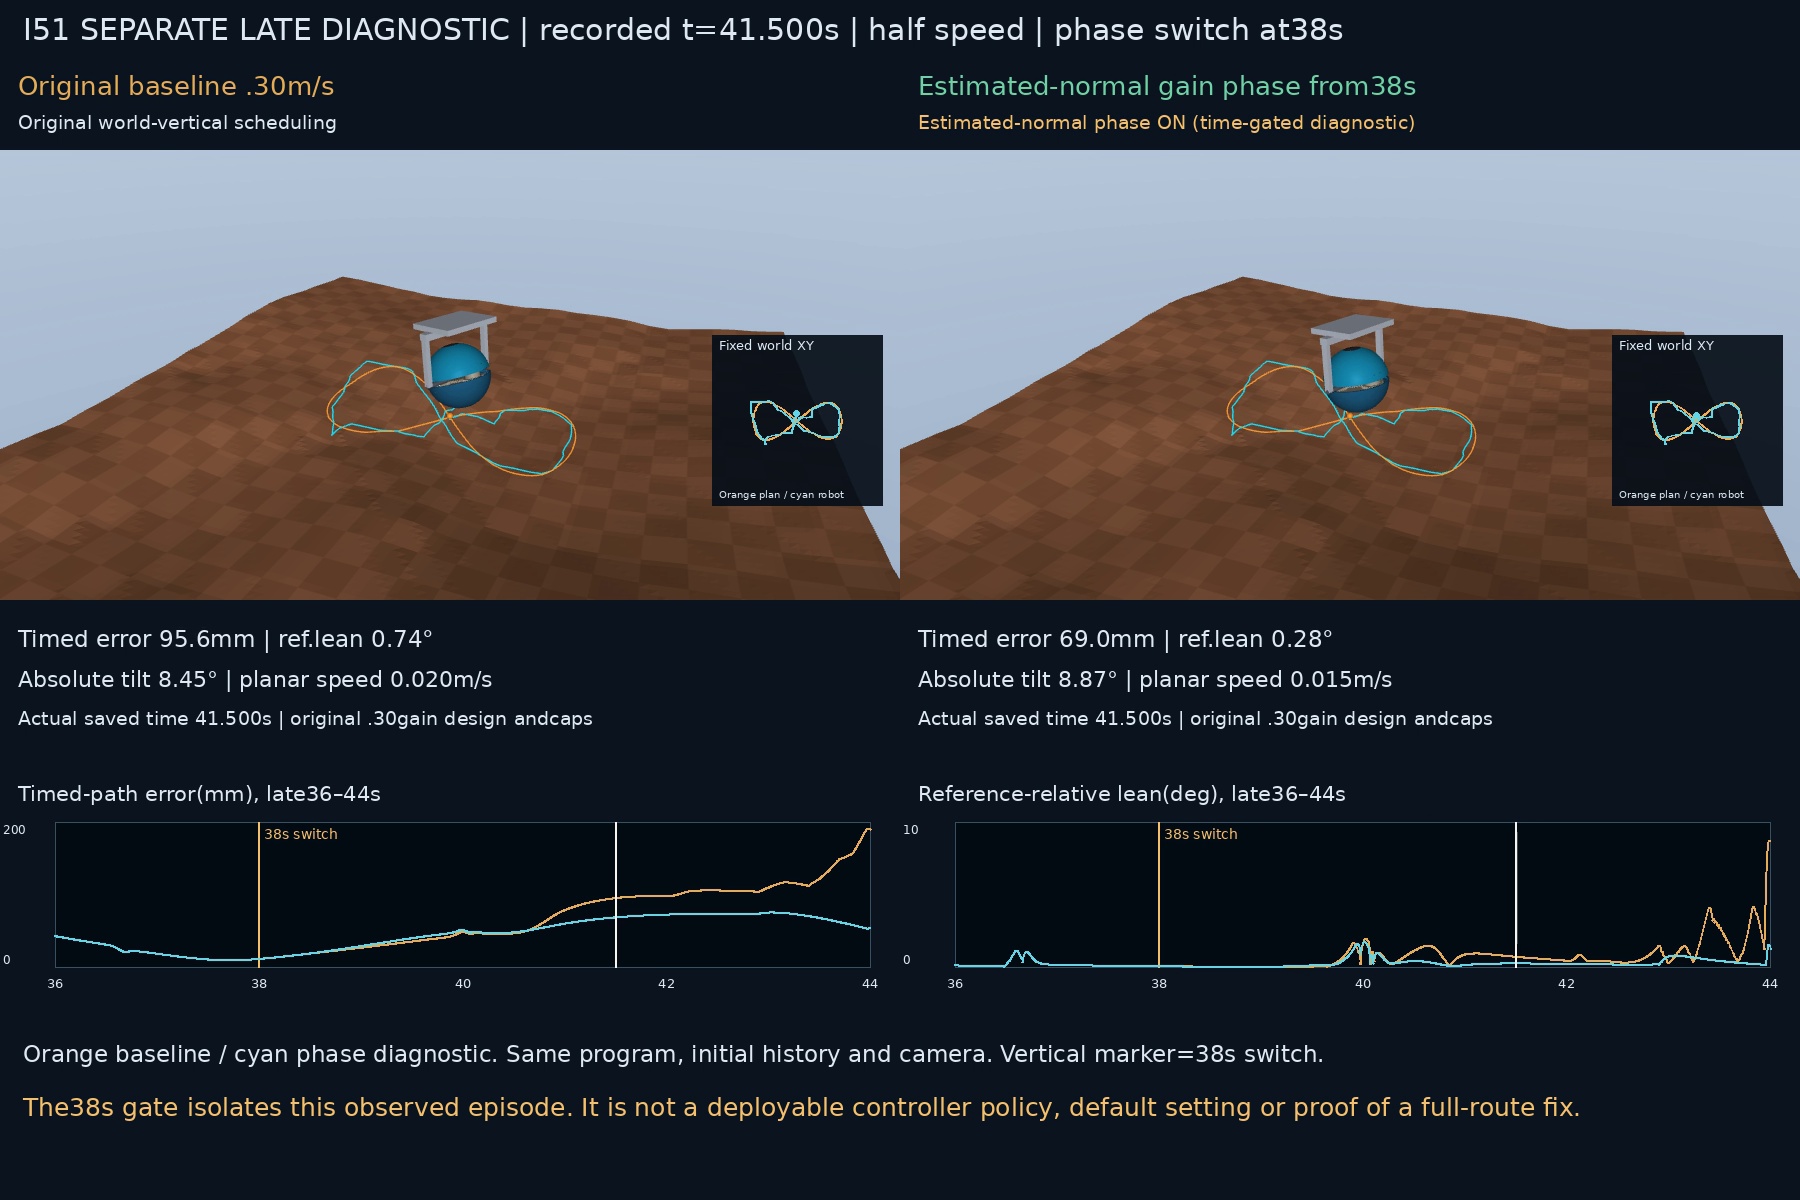 I51 SEPARATE LATE DIAGNOSTIC | recorded t=41.500s | half speed | phase switch at38s
Original baseline .30m/s
Original world-vertical scheduling
Estimated-normal gain phase from38s
Estimated-normal phase ON (time-gated diagnostic)
Fixed world XY
Orange plan / cyan robot
Fixed world XY
Orange plan / cyan robot
Timed error 95.6mm | ref.lean 0.74°
Absolute tilt 8.45° | planar speed 0.020m/s
Actual saved time 41.500s | original .30gain design andcaps
Timed error 69.0mm | ref.lean 0.28°
Absolute tilt 8.87° | planar speed 0.015m/s
Actual saved time 41.500s | original .30gain design andcaps
Timed-path error(mm), late36–44s
200
38s switch
0
36 38 40 42 44
Reference-relative lean(deg), late36–44s
10
38s switch
0
36 38 40 42 44
Orange baseline / cyan phase diagnostic. Same program, initial history and camera. Vertical marker=38s switch.
The38s gate isolates this observed episode. It is not a deployable controller policy, default setting or proof of a full-route fix.